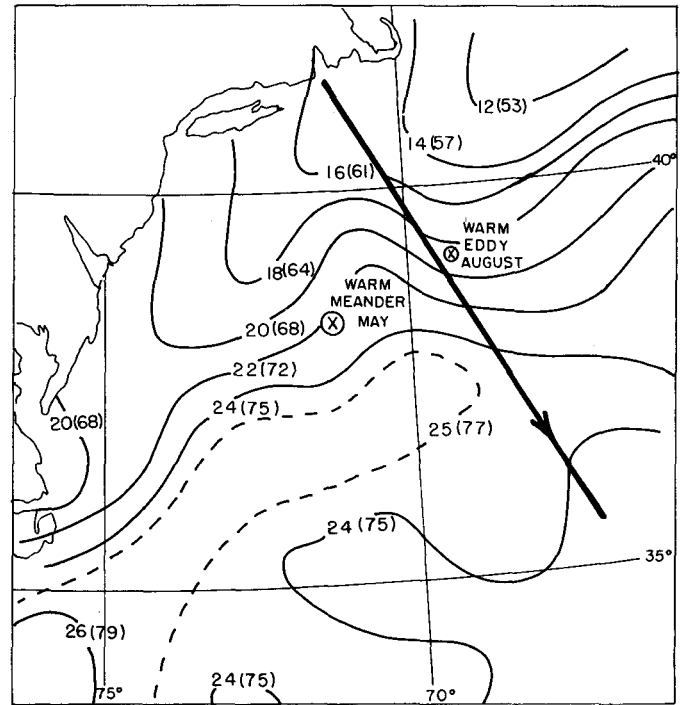 12(53)
14(57)
40°
16(61)
WARM
EDDY
AUGUST
18(64)
WARM
MEANDER
MAY
20(68)
22(72)
24(75)
20(68)
25(77)
24(75)
35°
26(79)
24(75)
75°
70°